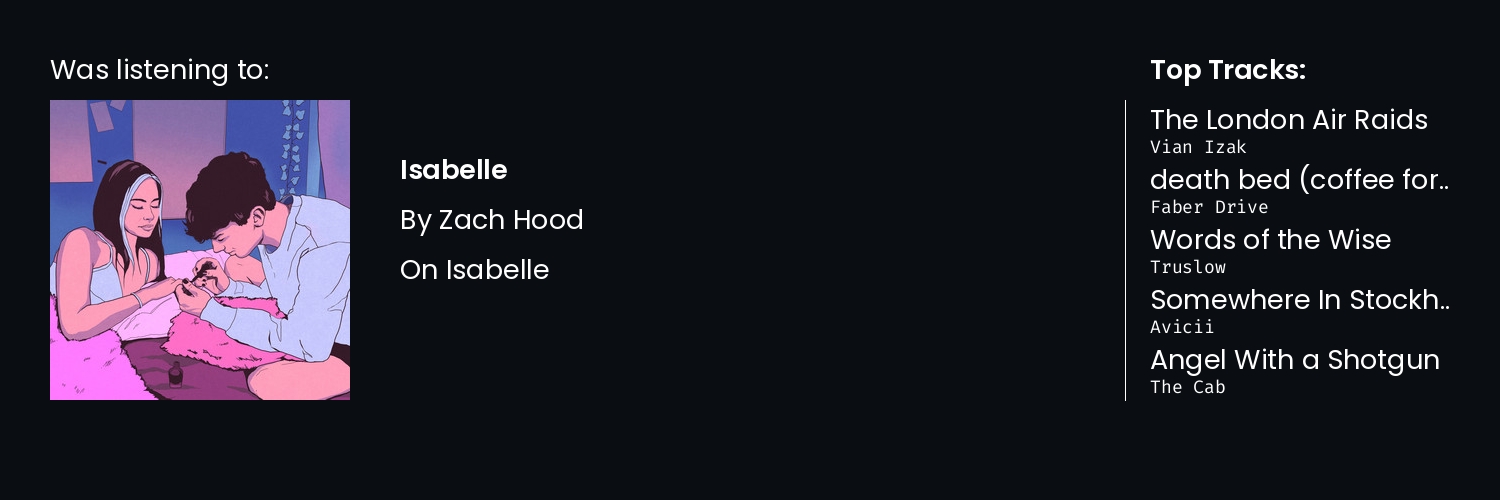 Was listening to:
Isabelle
By Zach Hood
On Isabelle
Top Tracks:
The London Air Raids
Vian Izak
death bed (coffee for..
Faber Drive
Words of the Wise
Truslow
Somewhere In Stockh..
Avicii
Angel With a Shotgun
The Cab